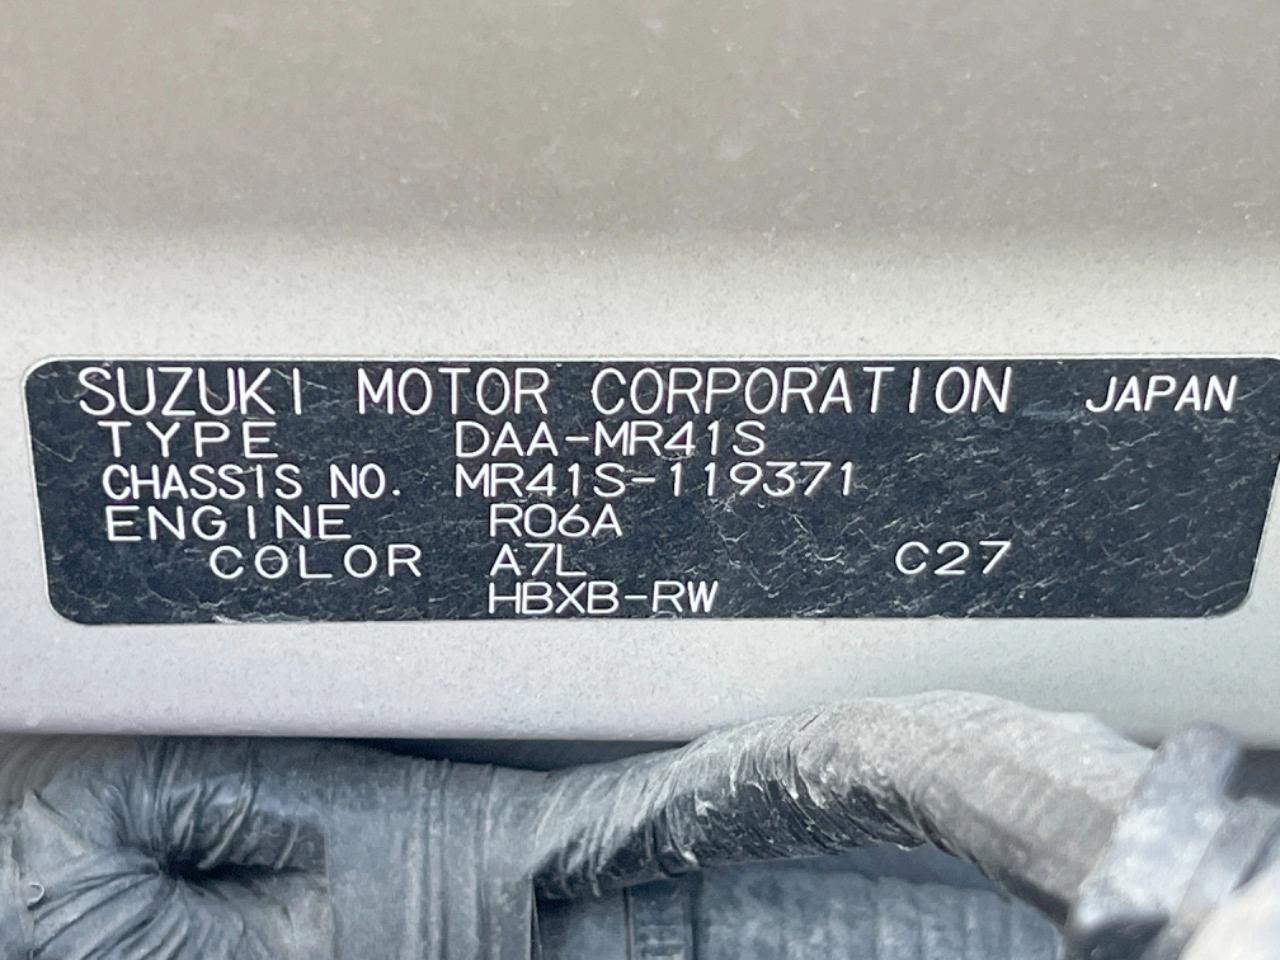 SUZUKI MOTOR CORPORATION JAPAN
TYPE DAA-MR41S
CHASSIS NO. MR41S-119371
ENGINE R06A
COLOR A7L C27
HBXB-RW